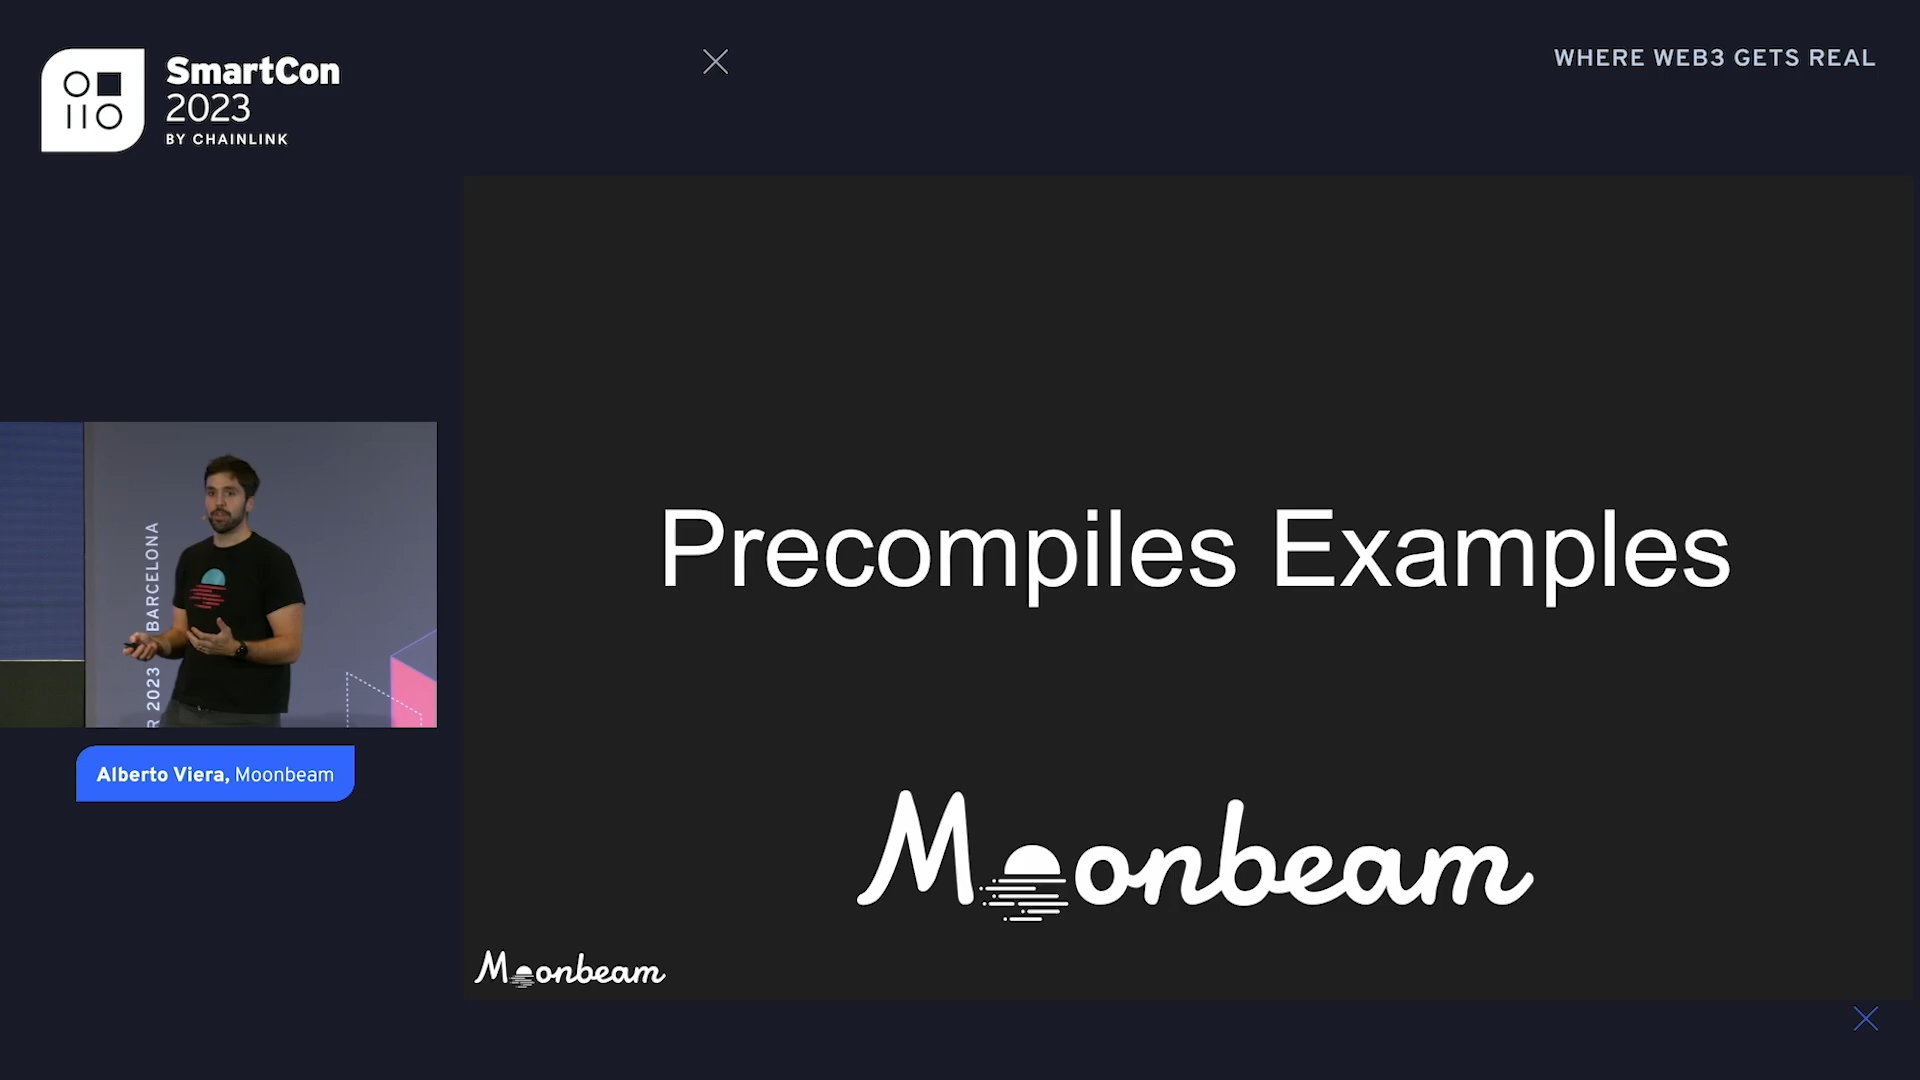 SmartCon
2023
BY CHAINLINK
WHERE WEB3 GETS REAL
Precompiles Examples
R 2023 BARCELONA
Alberto Viera, Moonbeam
Moonbeam
Moonbeam